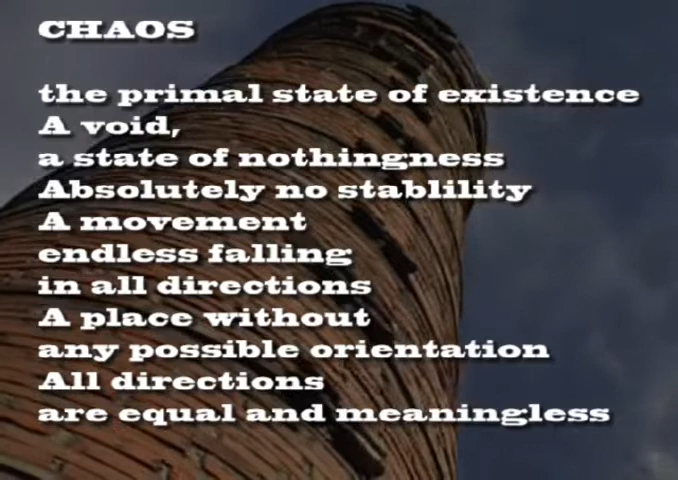 CHAOS
the primal state of existence
A void,
a state of nothingness
Absolutely no stablility
A movement
endless falling
in all directions
A place without
any possible orientation
All directions
are equal and meaningless